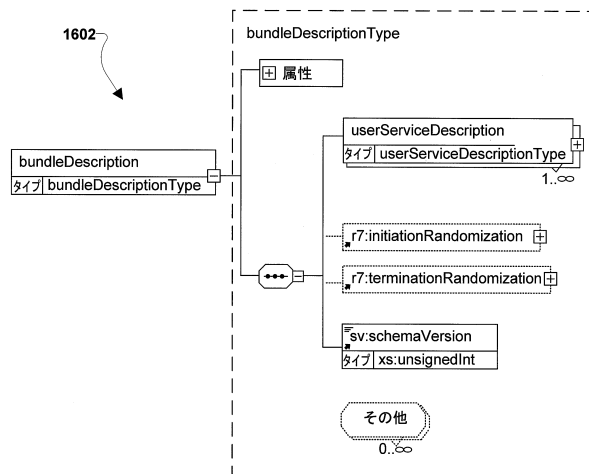 1602
bundleDescriptionType
属性
userServiceDescription
タイプ userServiceDescriptionType
1..∞
bundleDescription
タイプ bundleDescriptionType
r7:initiationRandomization
r7:terminationRandomization
sv:schemaVersion
タイプ xs:unsignedInt
その他
0..∞